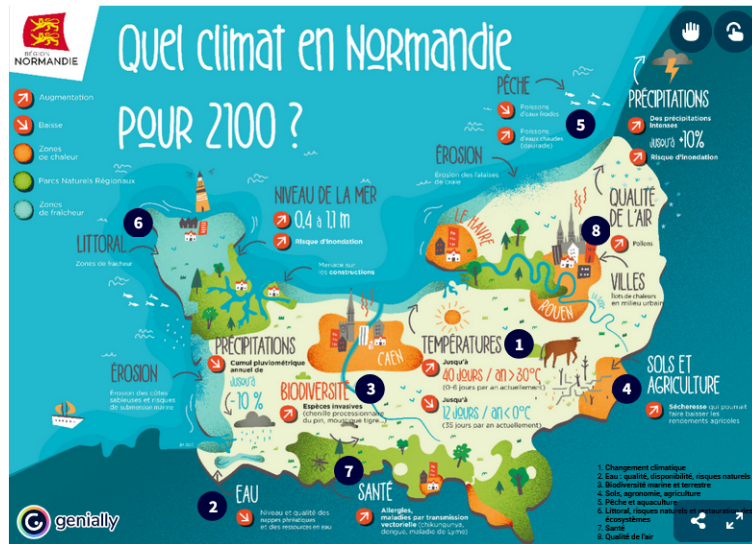 RÉGION
NORMANDIE
Quel climat en Normandie
pour 2100 ?
Augmentation
Baisse
Zones
de chaleur
Parcs Naturels Régionaux
Zones
de fraîcheur
PÊCHE
Poissons
d'eaux froides
Poissons
d'eaux chaudes
(daurade)
5
PRÉCIPITATIONS
Des précipitations
intenses
Jusqu'à +10%
Risque d'inondation
ÉROSION
Érosion des falaises
de craie
NIVEAU DE LA MER
0,4 à 1,1 m
Risque d'inondation
Menace sur
les constructions
6
LITTORAL
Zones de fraîcheur
QUALITÉ
DE L'AIR
8
Pollens
LE HAVRE
ROUEN
VILLES
Îlots de chaleurs
en milieu urbain
CAEN
PRÉCIPITATIONS
Cumul pluviométrique
annuel de
Jusqu'à
-10 %
TEMPÉRATURES
1
Jusqu'à
40 jours / an > 30°C
(0-6 jours par an actuellement)
Jusqu'à
12 jours / an < 0°C
(35 jours par an actuellement)
ÉROSION
Érosion des côtes
sableuses et risques
de submersion marine
BIODIVERSITÉ
3
Espèces invasives
(chenille processionnaire
du pin, moustique tigre...)
SOLS ET
AGRICULTURE
4
Sécheresse qui pourrait
faire baisser les
rendements agricoles
2
EAU
Niveau et qualité des
nappes phréatiques
et des ressources en eau
7
SANTÉ
Allergies,
maladies par transmission
vectorielle (chikungunya,
dengue, maladie de Lyme)
1. Changement climatique
2. Eau : qualité, disponibilité, risques naturels
3. Biodiversité marine et terrestre
4. Sols, agronomie, agriculture
5. Pêche et aquaculture
6. Littoral, risques naturels et restauration des
écosystèmes
7. Santé
8. Qualité de l'air
genially